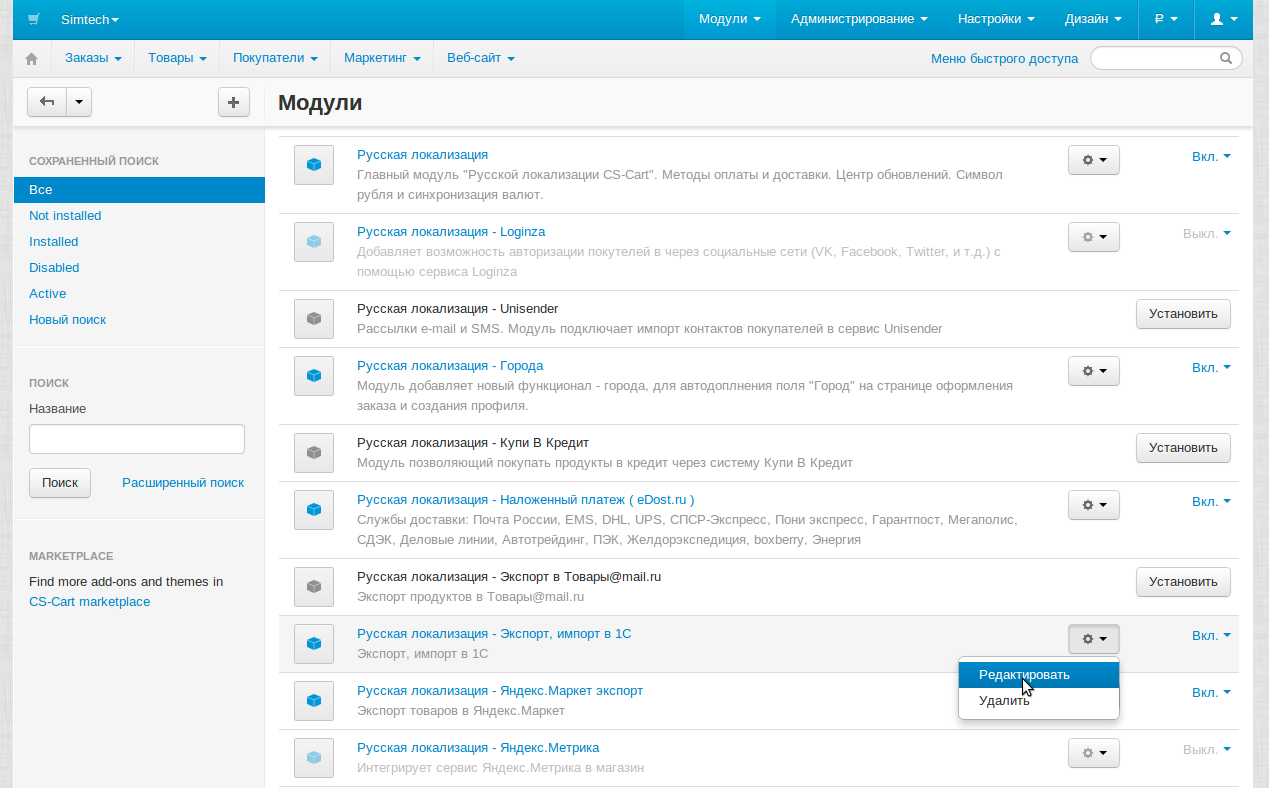 Simtech
Модули
Администрирование
Настройки
Дизайн
₽
Заказы
Товары
Покупатели
Маркетинг
Веб-сайт
Меню быстрого доступа
Модули
СОХРАНЕННЫЙ ПОИСК
Все
Not installed
Installed
Disabled
Active
Новый поиск
ПОИСК
Название
Поиск
Расширенный поиск
MARKETPLACE
Find more add-ons and themes in
CS-Cart marketplace
Русская локализация
Главный модуль "Русской локализации CS-Cart". Методы оплаты и доставки. Центр обновлений. Символ
рубля и синхронизация валют.
Вкл.
Русская локализация - Loginza
Добавляет возможность авторизации покутелей в через социальные сети (VK, Facebook, Twitter, и т.д.) с
помощью сервиса Loginza
Выкл.
Русская локализация - Unisender
Рассылки e-mail и SMS. Модуль подключает импорт контактов покупателей в сервис Unisender
Установить
Русская локализация - Города
Модуль добавляет новый функционал - города, для автодоплнения поля "Город" на странице оформления
заказа и создания профиля.
Вкл.
Русская локализация - Купи В Кредит
Модуль позволяющий покупать продукты в кредит через систему Купи В Кредит
Установить
Русская локализация - Наложенный платеж ( eDost.ru )
Службы доставки: Почта России, EMS, DHL, UPS, СПСР-Экспресс, Пони экспресс, Гарантпост, Мегаполис,
СДЭК, Деловые линии, Автотрейдинг, ПЭК, Желдорэкспедиция, boxberry, Энергия
Вкл.
Русская локализация - Экспорт в Товары@mail.ru
Экспорт продуктов в Товары@mail.ru
Установить
Русская локализация - Экспорт, импорт в 1С
Экспорт, импорт в 1С
Вкл.
Редактировать
Удалить
Русская локализация - Яндекс.Маркет экспорт
Экспорт товаров в Яндекс.Маркет
Вкл.
Русская локализация - Яндекс.Метрика
Интегрирует сервис Яндекс.Метрика в магазин
Выкл.